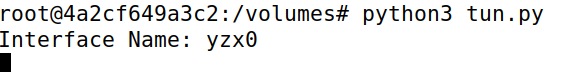 root@4a2cf649a3c2:/volumes# python3 tun.py
Interface Name: yzx0